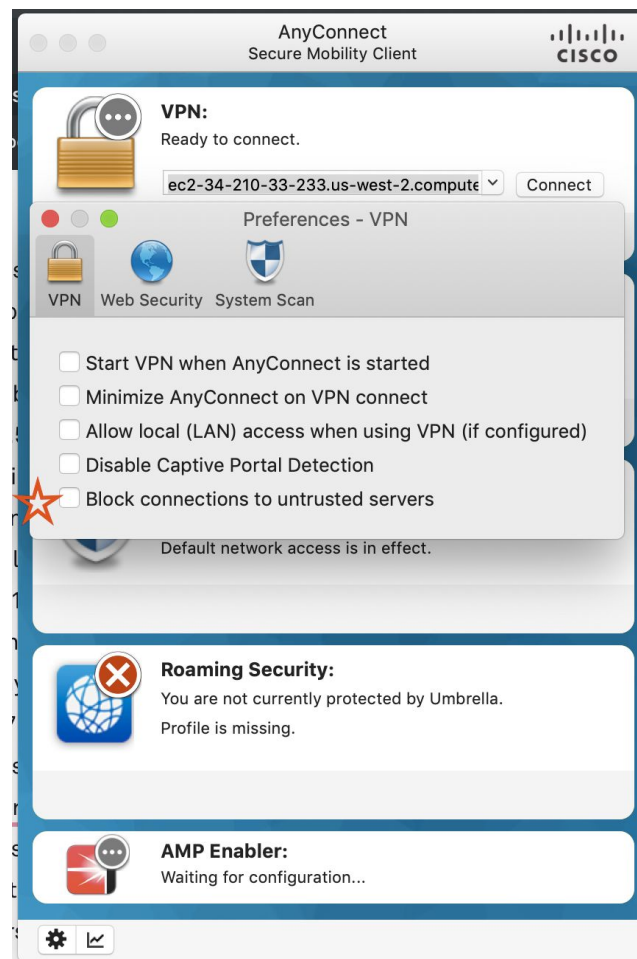 AnyConnect
Secure Mobility Client
CISCO
VPN:
Ready to connect.
ec2-34-210-33-233.us-west-2.compute
Connect
Preferences - VPN
VPN Web Security System Scan
Start VPN when AnyConnect is started
Minimize AnyConnect on VPN connect
Allow local (LAN) access when using VPN (if configured)
Disable Captive Portal Detection
Block connections to untrusted servers
Default network access is in effect.
Roaming Security:
You are not currently protected by Umbrella.
Profile is missing.
AMP Enabler:
Waiting for configuration...